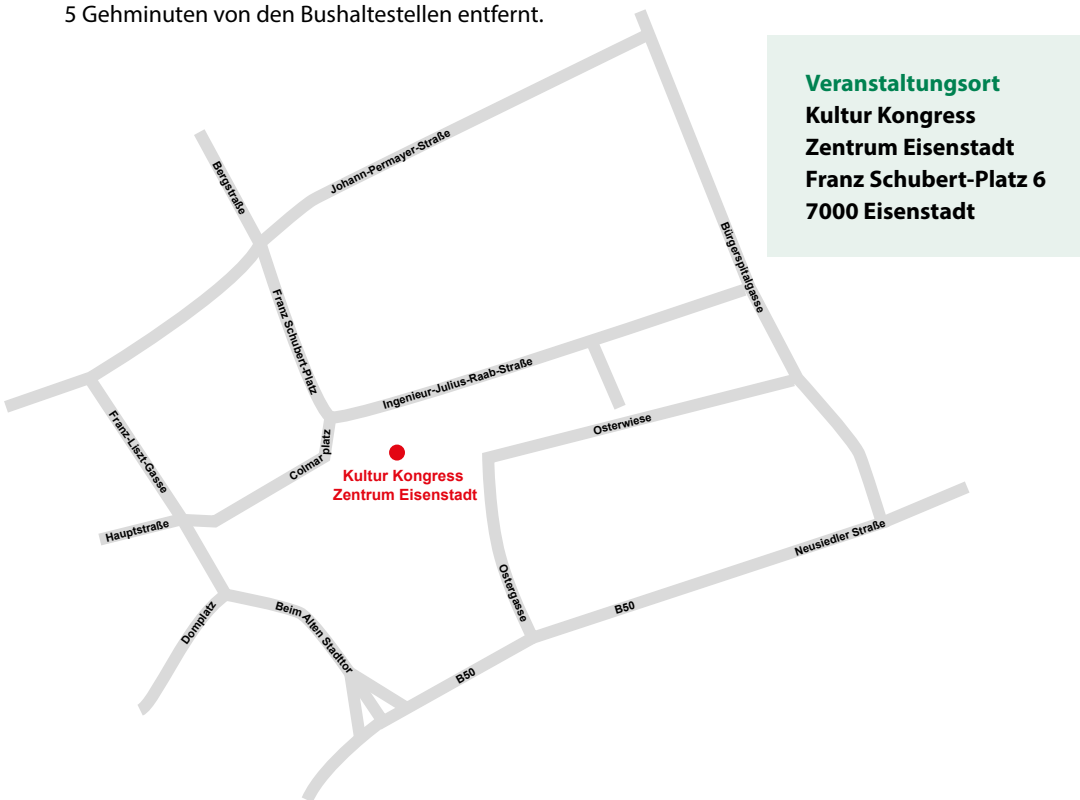 5 Gehminuten von den Bushaltestellen entfernt.
Veranstaltungsort
Kultur Kongress
Zentrum Eisenstadt
Franz Schubert-Platz 6
7000 Eisenstadt
Bergstraße
Johann-Permayer-Straße
Bürgerspitalgasse
Franz Schubert-Platz
Ingenieur-Julius-Raab-Straße
Franz-Liszt-Gasse
Osterwiese
Colmar
platz
Kultur Kongress
Zentrum Eisenstadt
Hauptstraße
Neusiedler Straße
Ostergasse
Domplatz
Beim Alten Stadttor
B50
B50